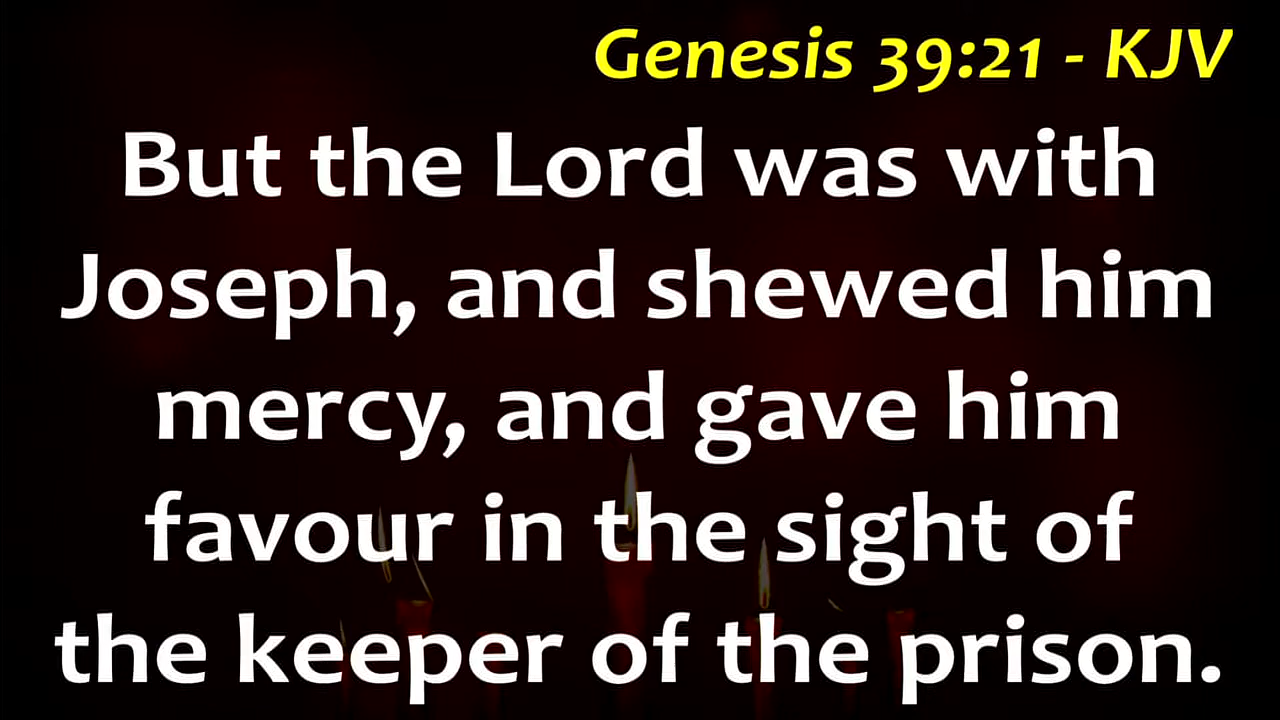 Genesis 39:21 - KJV
But the Lord was with
Joseph, and shewed him
mercy, and gave him
favour in the sight of
the keeper of the prison.